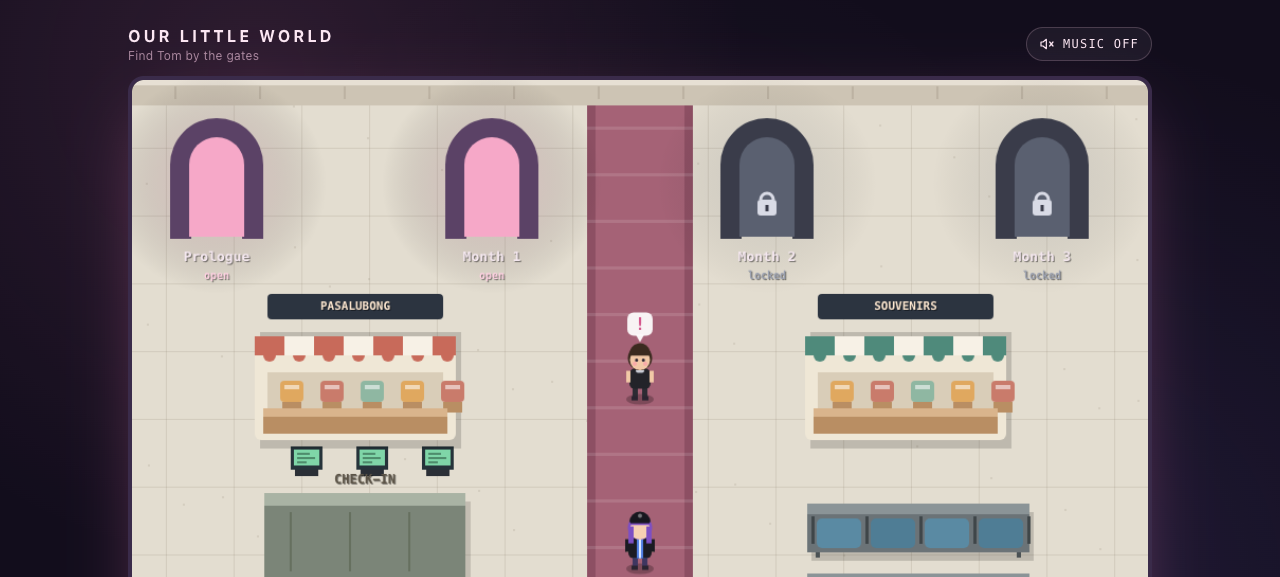 OUR LITTLE WORLD
Find Tom by the gates
MUSIC OFF
Prologue
open
Month 1
open
Month 2
locked
Month 3
locked
PASALUBONG
SOUVENIRS
!
CHECK-IN